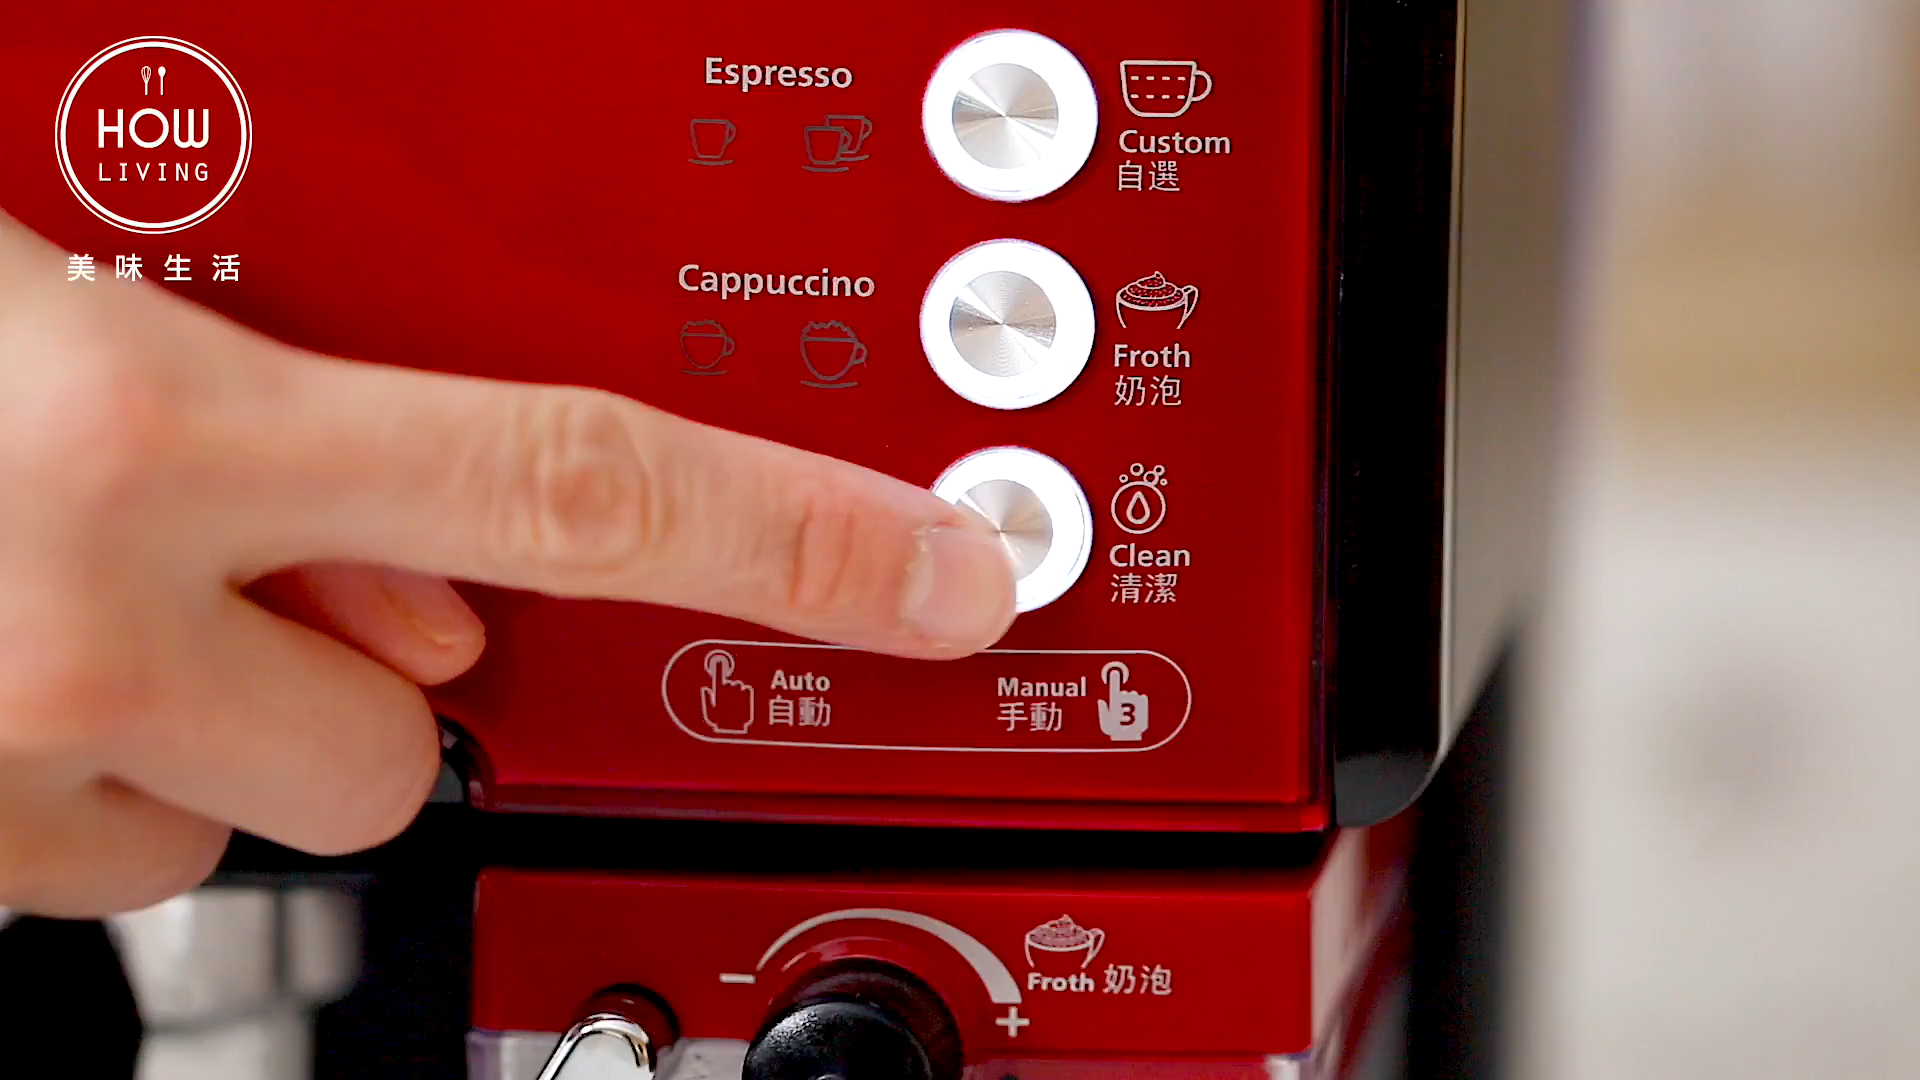 HOW
LIVING
美味生活
Espresso
Custom
自選
Cappuccino
Froth
奶泡
Clean
清潔
Auto
自動
Manual
手動
3
Froth 奶泡